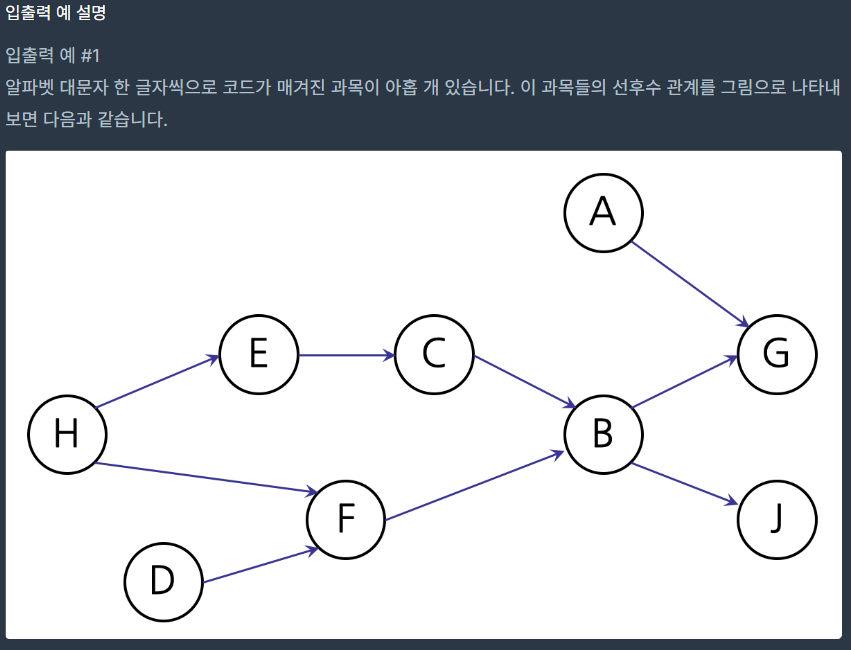 입출력 예 설명
입출력 예 #1
알파벳 대문자 한 글자씩으로 코드가 매겨진 과목이 아홉 개 있습니다. 이 과목들의 선후수 관계를 그림으로 나타내
보면 다음과 같습니다.
A
E
C
G
H
B
F
J
D